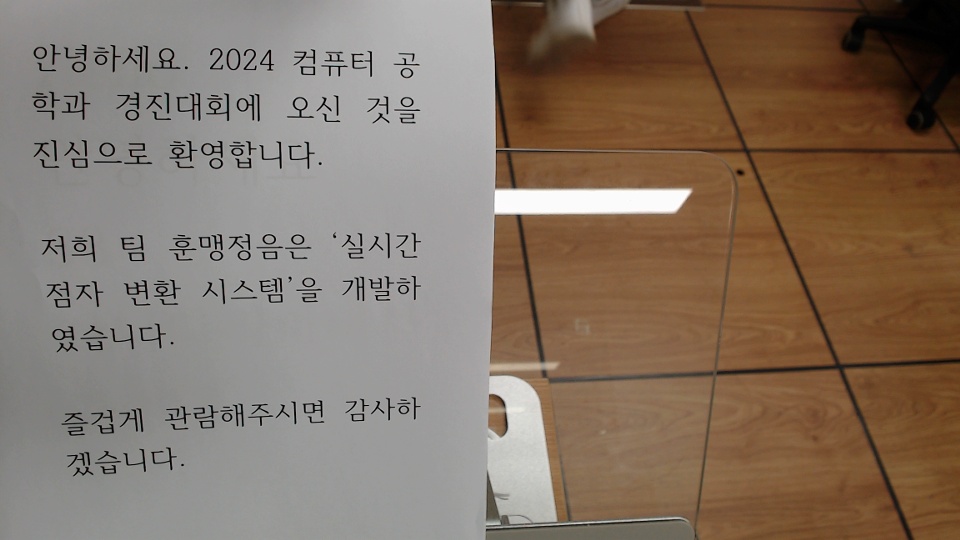 안녕하세요. 2024 컴퓨터 공
학과 경진대회에 오신 것을
진심으로 환영합니다.
저희 팀 훈맹정음은 ‘실시간
점자 변환 시스템’을 개발하
였습니다.
즐겁게 관람해주시면 감사하
겠습니다.